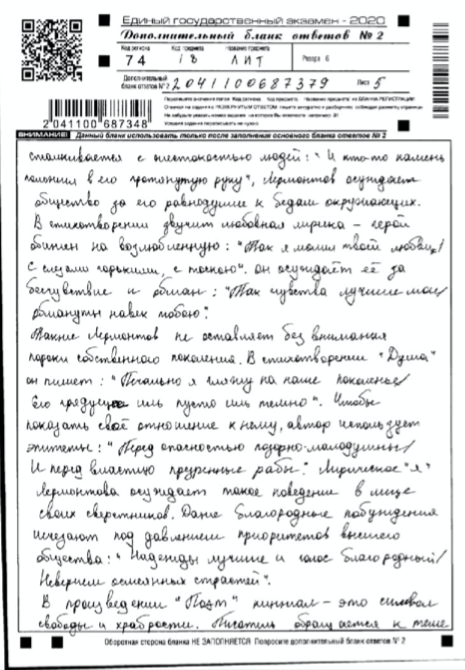 Единый государственный экзамен - 2020
Дополнительный бланк ответов № 2
Код региона Код предмета Название предмета
74 18 ЛИТ Резерв 6
Дополнительный
бланк ответов № 2 2041100687379 Лист 5
2 041100 687348
ВНИМАНИЕ! Данный бланк использовать только после заполнения основного бланка ответов № 2
сталкивается с жестокостью людей: "И кто-то камень
положил в его протянутую руку", Лермонтов осуждает
общество за его равнодушие к бедам окружающих.
В стихотворении звучит любовная лирика – герой
обижен на возлюбленную: "Так я молил твоей любви/
С слезами горькими, с тоскою". Он осуждает её за
бесчувствие и обман: "Так чувства лучшие мои/
обмануты навек тобою".
Также Лермонтов не оставляет без внимания
пороки собственного поколения. В стихотворении "Дума"
он пишет: "Печально я гляжу на наше поколенье/
Его грядущее иль пусто иль темно". Чтобы
показать своё отношение к нему, автор использует
эпитеты: "Перед опасностью позорно-малодушны/
И перед властию презренные рабы". Лирическое "я"
Лермонтова осуждает такое поведение в лице
своих сверстников. Даже благородные побуждения
исчезают под давлением приоритетов высшего
общества: "Надежды лучшие и голос благородный/
Неверием осмеянных страстей".
В произведении "Поэт" кинжал – это символ
свободы и храбрости. Писатель обращается к теме
Оборотная сторона бланка НЕ ЗАПОЛНЯЕТСЯ. Попросите дополнительный бланк ответов № 2